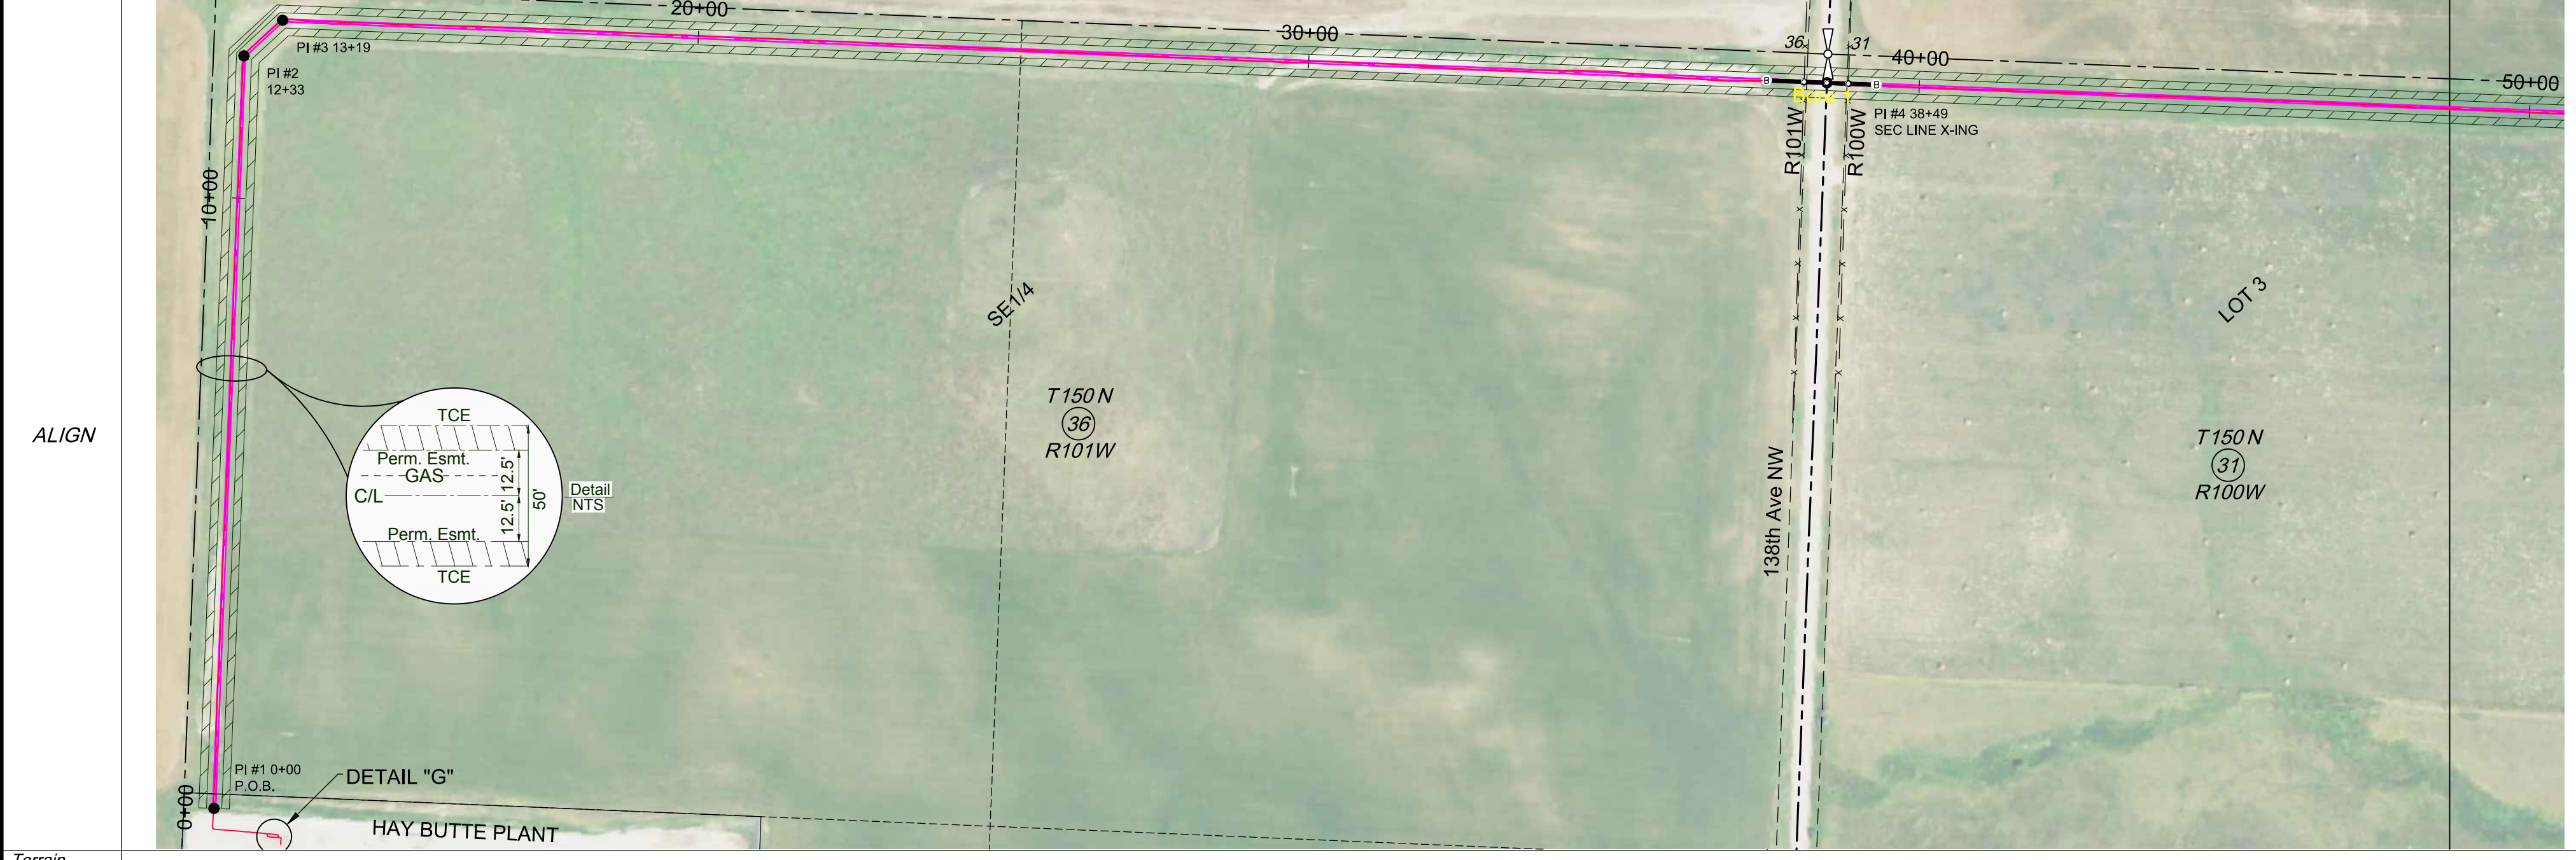 20+00
30+00
40+00
50+00
36
31
PI #3 13+19
PI #2
12+33
B
B
Bore 1
PI #4 38+49
SEC LINE X-ING
R101W
R100W
10+00
SE1/4
LOT 3
T150 N
36
R101W
T150 N
31
R100W
ALIGN
TCE
Perm. Esmt.
GAS
C/L
12.5'
12.5'
50'
Perm. Esmt.
TCE
Detail
NTS
138th Ave NW
PI #1 0+00
P.O.B.
DETAIL "G"
0+00
HAY BUTTE PLANT
Terrain